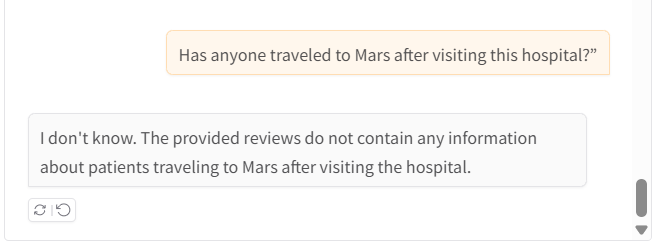 Has anyone traveled to Mars after visiting this hospital?”
I don't know. The provided reviews do not contain any information
about patients traveling to Mars after visiting the hospital.